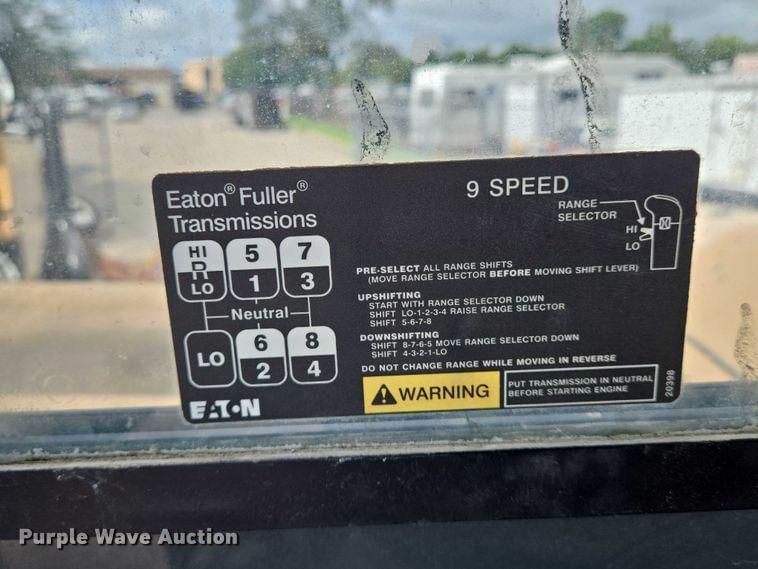 Eaton® Fuller®
Transmissions
9 SPEED
RANGE
SELECTOR
HI
LO
HI
R
LO
5
1
7
3
Neutral
LO
6
2
8
4
PRE-SELECT ALL RANGE SHIFTS
(MOVE RANGE SELECTOR BEFORE MOVING SHIFT LEVER)
UPSHIFTING
START WITH RANGE SELECTOR DOWN
SHIFT LO-1-2-3-4 RAISE RANGE SELECTOR
SHIFT 5-6-7-8
DOWNSHIFTING
SHIFT 8-7-6-5 MOVE RANGE SELECTOR DOWN
SHIFT 4-3-2-1-LO
DO NOT CHANGE RANGE WHILE MOVING IN REVERSE
WARNING
PUT TRANSMISSION IN NEUTRAL
BEFORE STARTING ENGINE
20398
EATON
Purple Wave Auction